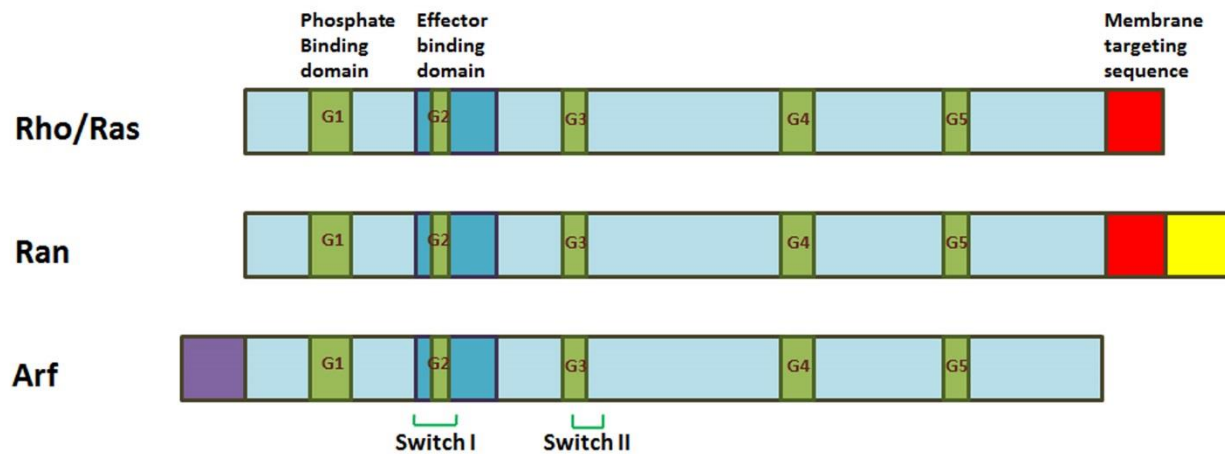 Phosphate
Binding
domain
Effector
binding
domain
Membrane
targeting
sequence
Rho/Ras
G1
G2
G3
G4
G5
Ran
G1
G2
G3
G4
G5
Arf
G1
G2
G3
G4
G5
Switch I
Switch II